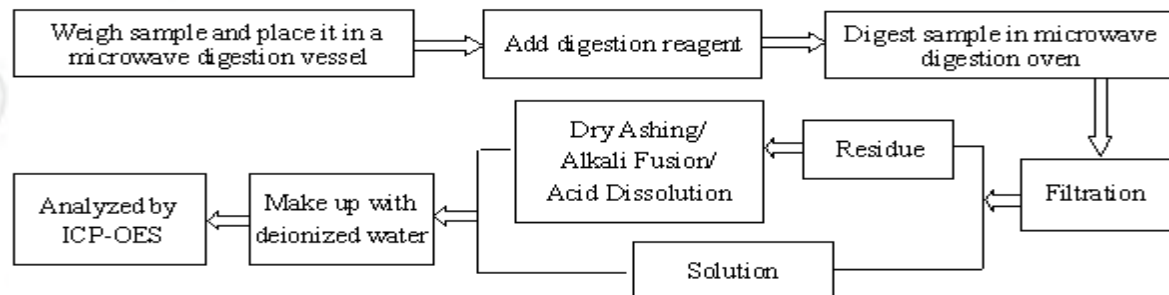 Weigh sample and place it in a
microwave digestion vessel
Add digestion reagent
Digest sample in microwave
digestion oven
Filtration
Residue
Dry Ashing/
Alkali Fusion/
Acid Dissolution
Solution
Make up with
deionized water
Analyzed by
ICP-OES